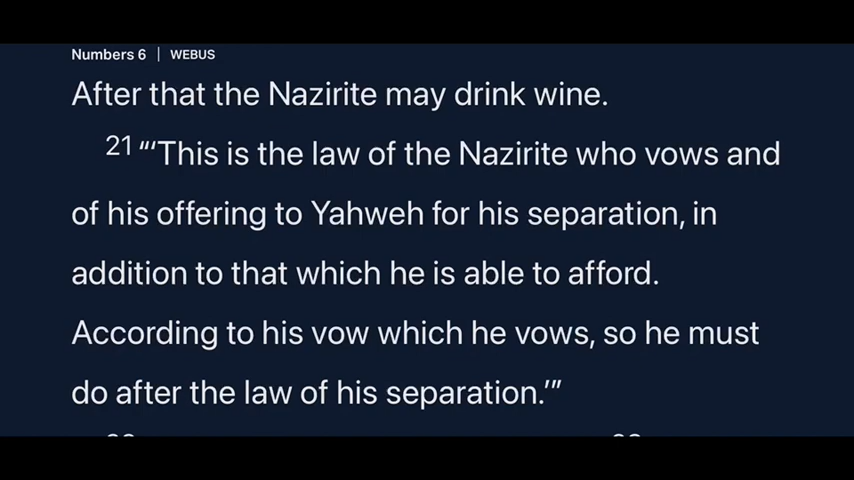 Numbers 6 | WEBUS
After that the Nazirite may drink wine.
21 “‘This is the law of the Nazirite who vows and
of his offering to Yahweh for his separation, in
addition to that which he is able to afford.
According to his vow which he vows, so he must
do after the law of his separation.’”